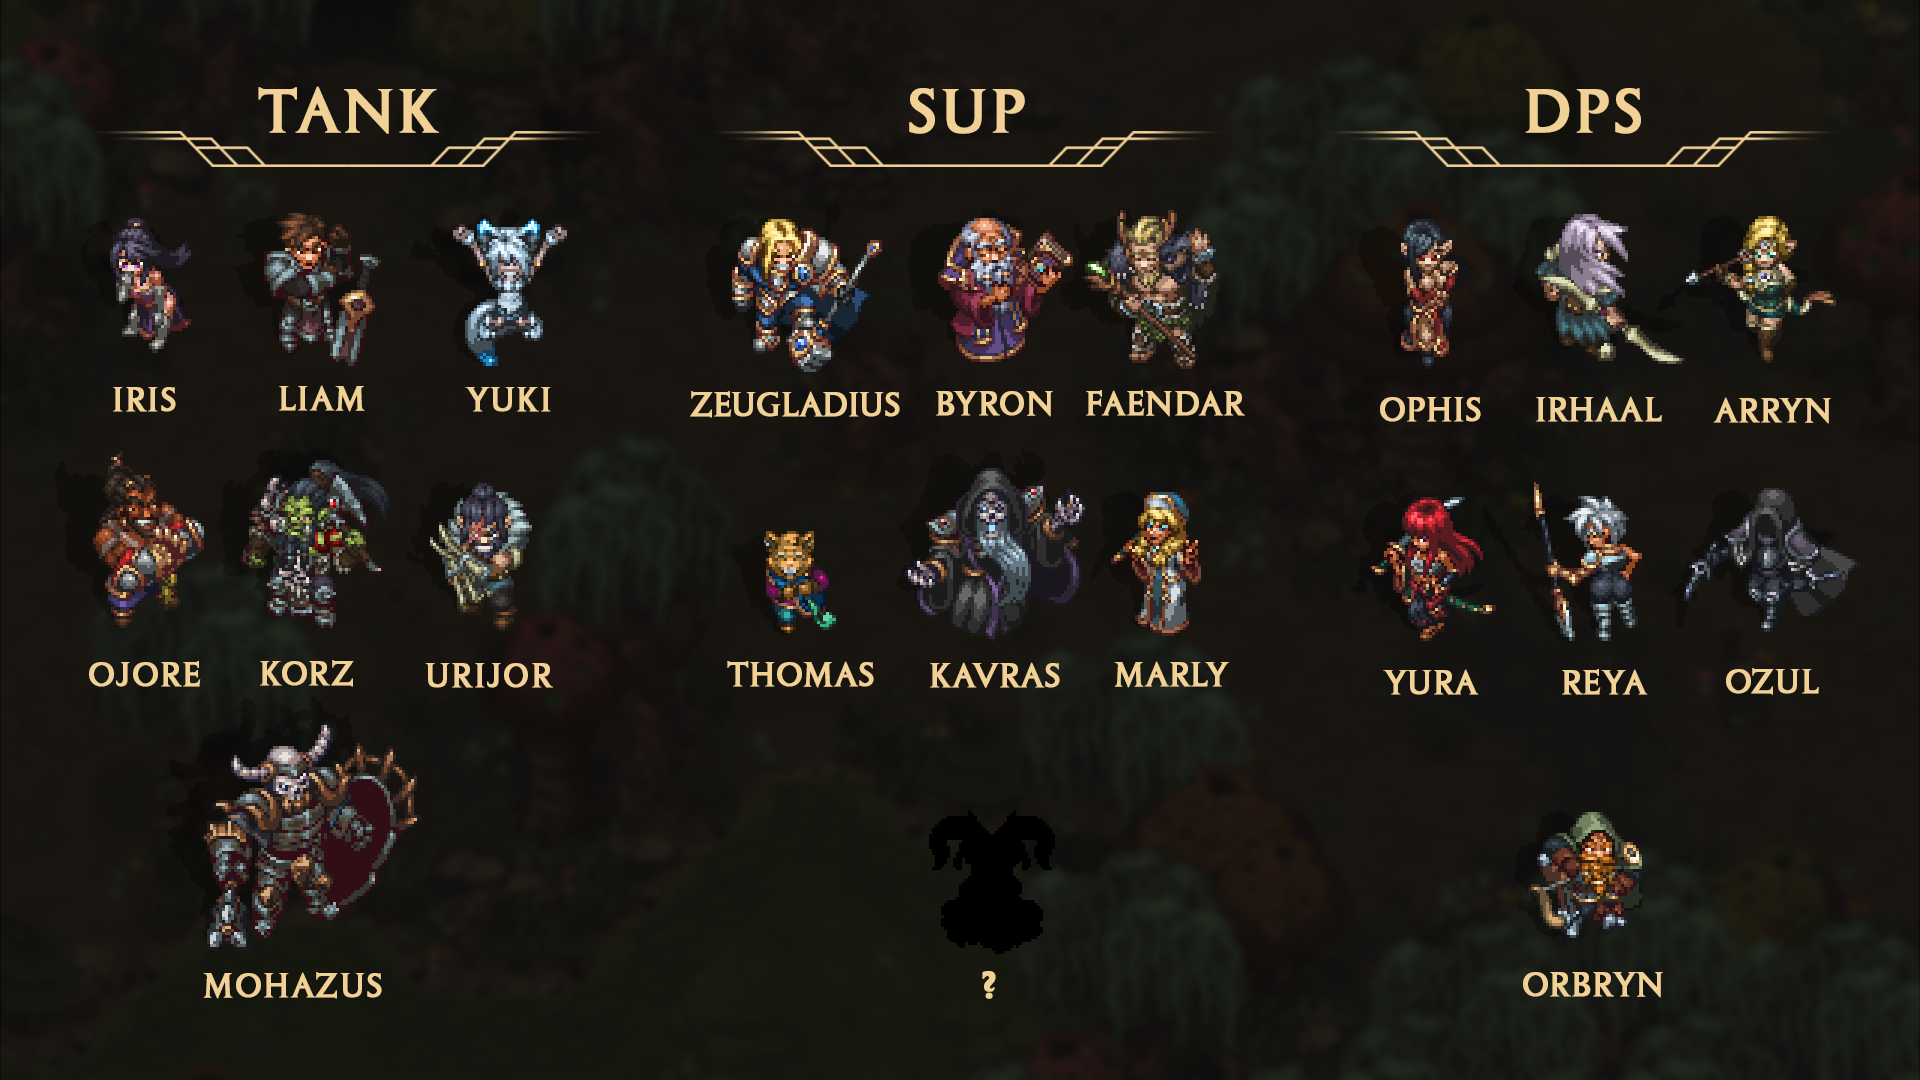 TANK
SUP
DPS
IRIS
LIAM
YUKI
ZEUGLADIUS
BYRON
FAENDAR
OPHIS
IRHAAL
ARRYN
OJORE
KORZ
URIJOR
THOMAS
KAVRAS
MARLY
YURA
REYA
OZUL
MOHAZUS
?
ORBRYN